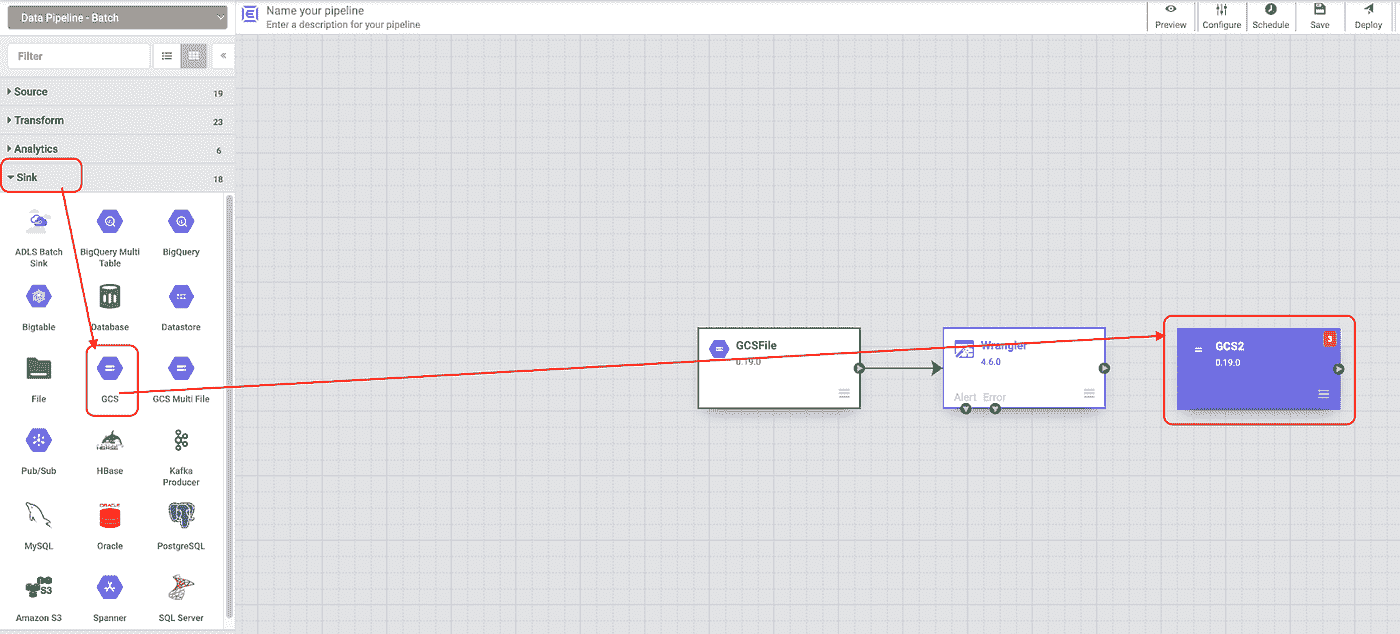 Data Pipeline - Batch
Name your pipeline
Enter a description for your pipeline
Preview
Configure
Schedule
Save
Deploy
Filter
Source 19
Transform 23
Analytics 6
Sink 18
ADLS Batch
Sink
BigQuery Multi
Table
BigQuery
Bigtable
Database
Datastore
File
GCS
GCS Multi File
Pub/Sub
HBASE
HBase
Kafka
Producer
MySQL
ORACLE
Oracle
PostgreSQL
S3
Amazon S3
Spanner
SQL Server
GCSFile
0.19.0
Wrangler
4.6.0
Alert Error
GCS2
0.19.0
3